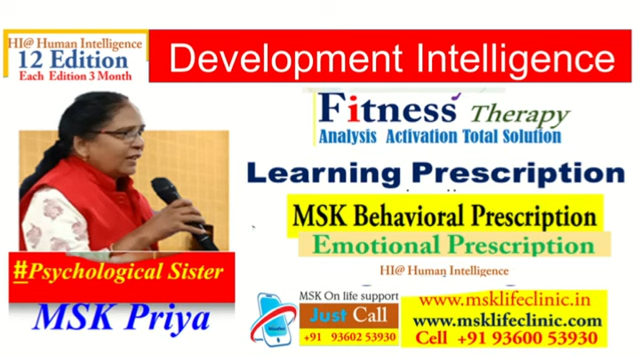 HI@ Human Intelligence
12 Edition
Each Edition 3 Month
Development Intelligence
Fitness Therapy
Analysis Activation Total Solution
Learning Prescription
MSK Behavioral Prescription
Emotional Prescription
HI@ Human Intelligence
#Psychological Sister
MSK Priya
MSK On life support
Just Call
+91 93602 53930
www.msklifeclinic.in
www.msklifeclinic.com
Cell +91 93600 53930